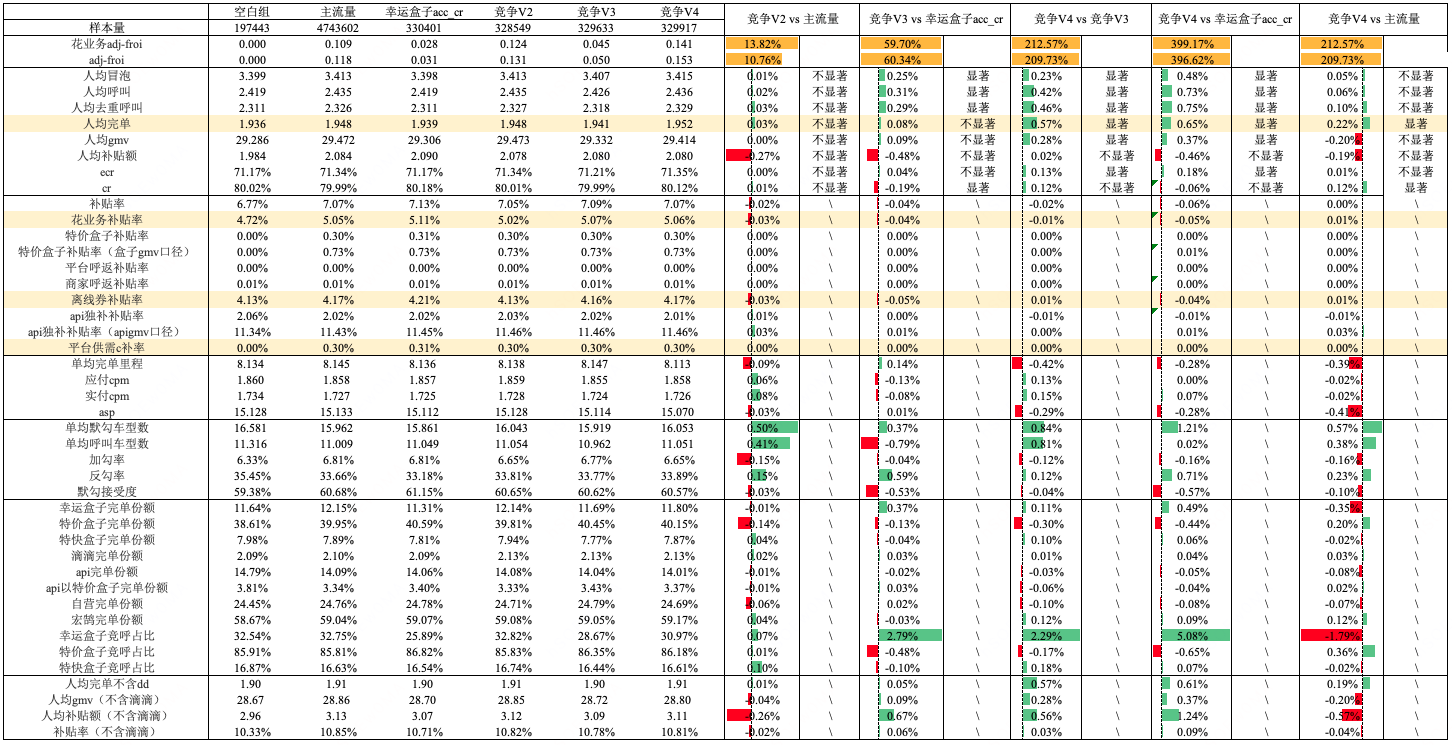 空白组 主流量 幸运盒子acc_cr 竞争V2 竞争V3 竞争V4 竞争V2 vs 主流量 竞争V3 vs 幸运盒子acc_cr 竞争V4 vs 竞争V3 竞争V4 vs 幸运盒子acc_cr 竞争V4 vs 主流量
样本量 197443 4743602 330401 328549 329633 329917
花业务adj-froi 0.000 0.109 0.028 0.124 0.045 0.141 13.82% 59.70% 212.57% 399.17% 212.57%
adj-froi 0.000 0.118 0.031 0.131 0.050 0.153 10.76% 60.34% 209.73% 396.62% 209.73%
人均冒泡 3.399 3.413 3.398 3.413 3.407 3.415 0.01% 不显著 0.25% 显著 0.23% 显著 0.48% 显著 0.05% 不显著
人均呼叫 2.419 2.435 2.419 2.435 2.426 2.436 0.02% 不显著 0.31% 显著 0.42% 显著 0.73% 显著 0.06% 不显著
人均去重呼叫 2.311 2.326 2.311 2.327 2.318 2.329 0.03% 不显著 0.29% 显著 0.46% 显著 0.75% 显著 0.10% 不显著
人均完单 1.936 1.948 1.939 1.948 1.941 1.952 0.03% 不显著 0.08% 不显著 0.57% 显著 0.65% 显著 0.22% 显著
人均gmv 29.286 29.472 29.306 29.473 29.332 29.414 0.00% 不显著 0.09% 不显著 0.28% 显著 0.37% 显著 -0.20% 不显著
人均补贴额 1.984 2.084 2.090 2.078 2.080 2.080 -0.27% 不显著 -0.48% 不显著 0.02% 不显著 -0.46% 不显著 -0.19% 不显著
ecr 71.17% 71.34% 71.17% 71.34% 71.21% 71.35% 0.00% 不显著 0.04% 不显著 0.13% 显著 0.18% 显著 0.01% 不显著
cr 80.02% 79.99% 80.18% 80.01% 79.99% 80.12% 0.01% 不显著 -0.19% 显著 0.12% 不显著 -0.06% 不显著 0.12% 显著
补贴率 6.77% 7.07% 7.13% 7.05% 7.09% 7.07% -0.02% \ -0.04% \ -0.02% \ -0.06% \ 0.00% \
花业务补贴率 4.72% 5.05% 5.11% 5.02% 5.07% 5.06% -0.03% \ -0.04% \ -0.01% \ -0.05% \ 0.01% \
特价盒子补贴率 0.00% 0.30% 0.31% 0.30% 0.30% 0.30% 0.00% \ 0.00% \ 0.00% \ 0.00% \ 0.00% \
特价盒子补贴率（盒子gmv口径） 0.00% 0.73% 0.73% 0.73% 0.73% 0.73% 0.00% \ 0.00% \ 0.00% \ 0.01% \ 0.00% \
平台呼返补贴率 0.00% 0.00% 0.00% 0.00% 0.00% 0.00% 0.00% \ 0.00% \ 0.00% \ 0.00% \ 0.00% \
商家呼返补贴率 0.01% 0.01% 0.01% 0.01% 0.01% 0.01% 0.00% \ 0.00% \ 0.00% \ 0.00% \ 0.00% \
离线券补贴率 4.13% 4.17% 4.21% 4.13% 4.16% 4.17% -0.03% \ -0.05% \ 0.01% \ -0.04% \ 0.01% \
api独补补贴率 2.06% 2.02% 2.02% 2.03% 2.02% 2.01% 0.01% \ 0.00% \ -0.01% \ -0.01% \ -0.01% \
api独补补贴率（apigmv口径） 11.34% 11.43% 11.45% 11.46% 11.46% 11.46% 0.03% \ 0.01% \ 0.00% \ 0.01% \ 0.03% \
平台供需c补率 0.00% 0.30% 0.31% 0.30% 0.30% 0.30% 0.00% \ 0.00% \ 0.00% \ 0.00% \ 0.00% \
单均完单里程 8.134 8.145 8.136 8.138 8.147 8.113 -0.09% \ 0.14% \ -0.42% \ -0.28% \ -0.39% \
应付cpm 1.860 1.858 1.857 1.859 1.855 1.858 0.06% \ -0.13% \ 0.13% \ 0.00% \ -0.02% \
实付cpm 1.734 1.727 1.725 1.728 1.724 1.726 0.08% \ -0.08% \ 0.15% \ 0.07% \ -0.02% \
asp 15.128 15.133 15.112 15.128 15.114 15.070 -0.03% \ 0.01% \ -0.29% \ -0.28% \ -0.41% \
单均默勾车型数 16.581 15.962 15.861 16.043 15.919 16.053 0.50% \ 0.37% \ 0.84% \ 1.21% \ 0.57% \
单均呼叫车型数 11.316 11.009 11.049 11.054 10.962 11.051 0.41% \ -0.79% \ 0.81% \ 0.02% \ 0.38% \
加勾率 6.33% 6.81% 6.81% 6.65% 6.77% 6.65% -0.15% \ -0.04% \ -0.12% \ -0.16% \ -0.16% \
反勾率 35.45% 33.66% 33.18% 33.81% 33.77% 33.89% 0.15% \ 0.59% \ 0.12% \ 0.71% \ 0.23% \
默勾接受度 59.38% 60.68% 61.15% 60.65% 60.62% 60.57% -0.03% \ -0.53% \ -0.04% \ -0.57% \ -0.10% \
幸运盒子完单份额 11.64% 12.15% 11.31% 12.14% 11.69% 11.80% -0.01% \ 0.37% \ 0.11% \ 0.49% \ -0.35% \
特价盒子完单份额 38.61% 39.95% 40.59% 39.81% 40.45% 40.15% -0.14% \ -0.13% \ -0.30% \ -0.44% \ 0.20% \
特快盒子完单份额 7.98% 7.89% 7.81% 7.94% 7.77% 7.87% 0.04% \ -0.04% \ 0.10% \ 0.06% \ -0.02% \
滴滴完单份额 2.09% 2.10% 2.09% 2.13% 2.13% 2.13% 0.02% \ 0.03% \ 0.01% \ 0.04% \ 0.03% \
api完单份额 14.79% 14.09% 14.06% 14.08% 14.04% 14.01% -0.01% \ -0.02% \ -0.03% \ -0.05% \ -0.08% \
api以特价盒子完单份额 3.81% 3.34% 3.40% 3.33% 3.43% 3.37% -0.01% \ 0.03% \ -0.06% \ -0.04% \ 0.02% \
自营完单份额 24.45% 24.76% 24.78% 24.71% 24.79% 24.69% -0.06% \ 0.02% \ -0.10% \ -0.08% \ -0.07% \
宏鹄完单份额 58.67% 59.04% 59.07% 59.08% 59.05% 59.17% 0.04% \ -0.03% \ 0.12% \ 0.09% \ 0.12% \
幸运盒子竞呼占比 32.54% 32.75% 25.89% 32.82% 28.67% 30.97% 0.07% \ 2.79% \ 2.29% \ 5.08% \ -1.79% \
特价盒子竞呼占比 85.91% 85.81% 86.82% 85.83% 86.35% 86.18% 0.01% \ -0.48% \ -0.17% \ -0.65% \ 0.36% \
特快盒子竞呼占比 16.87% 16.63% 16.54% 16.74% 16.44% 16.61% 0.10% \ -0.10% \ 0.18% \ 0.07% \ -0.02% \
人均完单不含dd 1.90 1.91 1.90 1.91 1.90 1.91 0.01% \ 0.05% \ 0.57% \ 0.61% \ 0.19% \
人均gmv（不含滴滴） 28.67 28.86 28.70 28.85 28.72 28.80 -0.04% \ 0.09% \ 0.28% \ 0.37% \ -0.20% \
人均补贴额（不含滴滴） 2.96 3.13 3.07 3.12 3.09 3.11 -0.26% \ 0.67% \ 0.56% \ 1.24% \ -0.57% \
补贴率（不含滴滴） 10.33% 10.85% 10.71% 10.82% 10.78% 10.81% -0.02% \ 0.06% \ 0.03% \ 0.09% \ -0.04% \